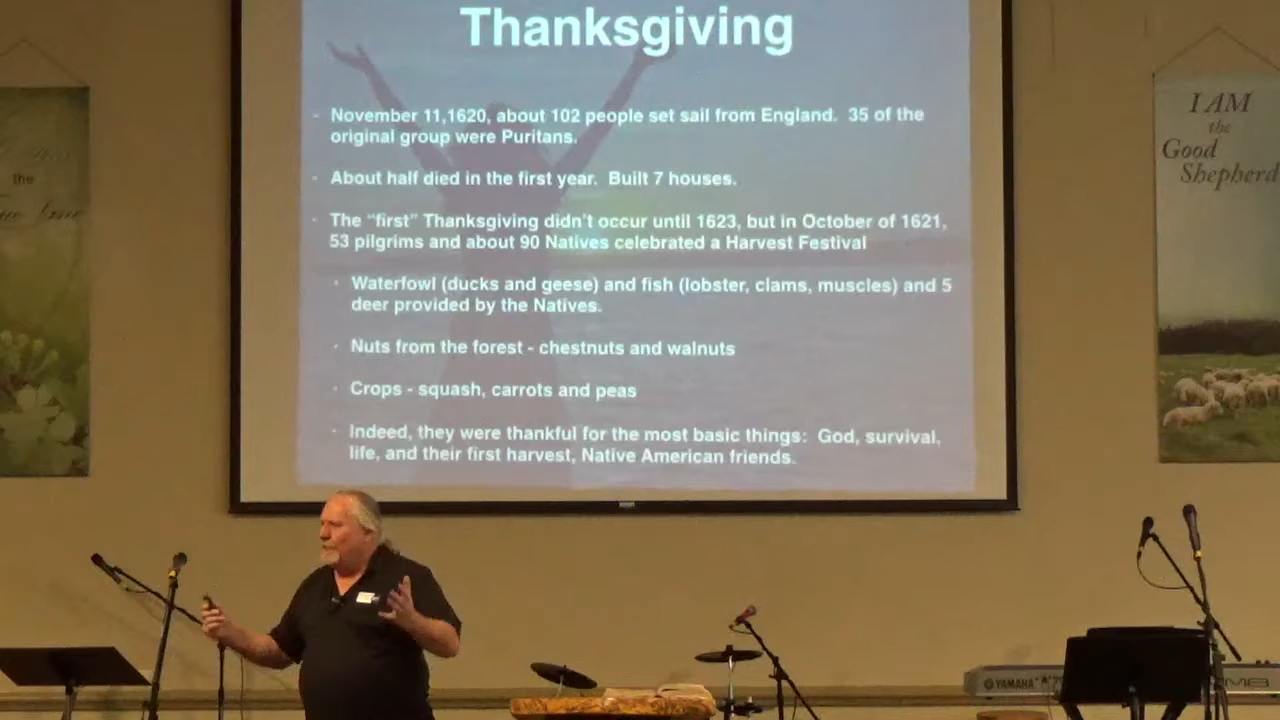 Thanksgiving
November 11,1620, about 102 people set sail from England. 35 of the
original group were Puritans.
About half died in the first year. Built 7 houses.
The “first” Thanksgiving didn’t occur until 1623, but in October of 1621,
53 pilgrims and about 90 Natives celebrated a Harvest Festival
Waterfowl (ducks and geese) and fish (lobster, clams, muscles) and 5
deer provided by the Natives.
Nuts from the forest - chestnuts and walnuts
Crops - squash, carrots and peas
Indeed, they were thankful for the most basic things: God, survival,
life, and their first harvest, Native American friends.
the
I AM
the
Good
Shepherd
YAMAHA